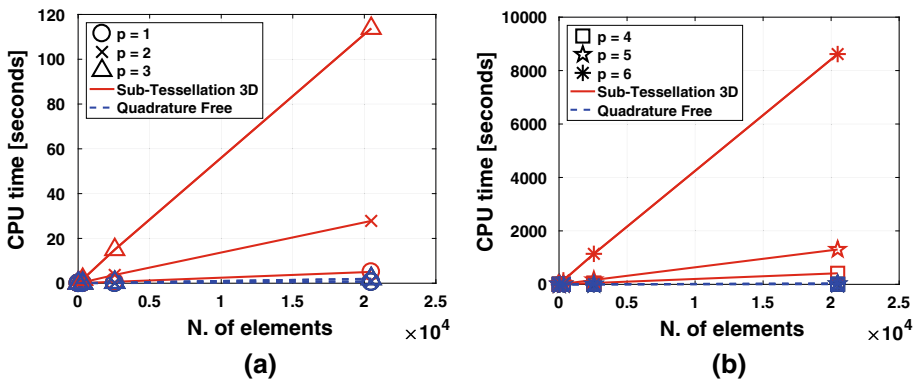 120
100
80
60
40
20
0
CPU time [seconds]
p = 1
p = 2
p = 3
Sub-Tessellation 3D
Quadrature Free
0 0.5 1 1.5 2 2.5
N. of elements
×10^4
(a)
10000
8000
6000
4000
2000
0
CPU time [seconds]
p = 4
p = 5
p = 6
Sub-Tessellation 3D
Quadrature Free
0 0.5 1 1.5 2 2.5
N. of elements
×10^4
(b)